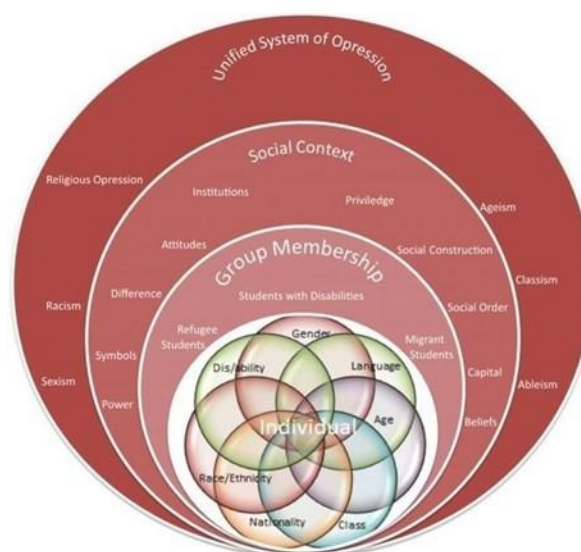 Unified System of Opression
Social Context
Religious Opression
Institutions
Priviledge
Ageism
Attitudes
Social Construction
Group Membership
Classism
Difference
Students with Disabilities
Racism
Social Order
Refugee
Students
Gender
Migrant
Students
Symbols
Dis/ability
Language
Capital
Sexism
Ableism
Power
Age
Beliefs
Individual
Race/Ethnicity
Nationality
Class